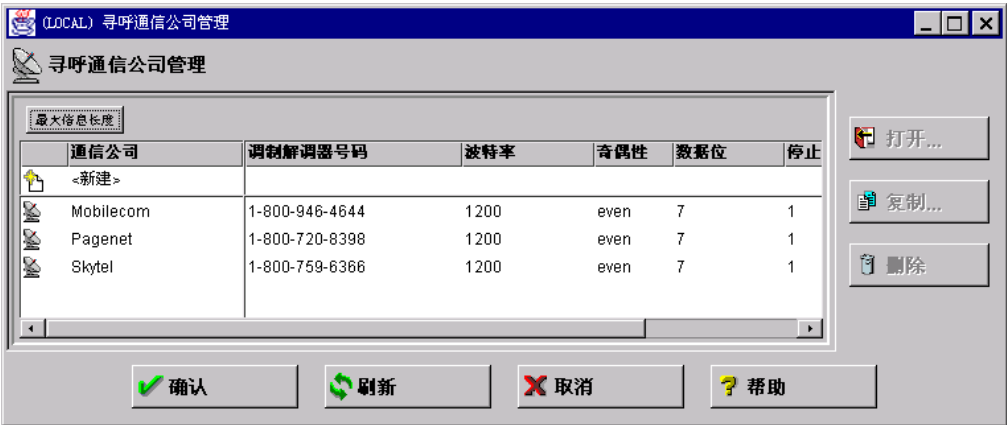 (LOCAL) 寻呼通信公司管理
寻呼通信公司管理
最大信息长度
通信公司 调制解调器号码 波特率 奇偶性 数据位 停止
<新建>
Mobilecom 1-800-946-4644 1200 even 7 1
Pagenet 1-800-720-8398 1200 even 7 1
Skytel 1-800-759-6366 1200 even 7 1
打开...
复制...
删除
确认 刷新 取消 帮助